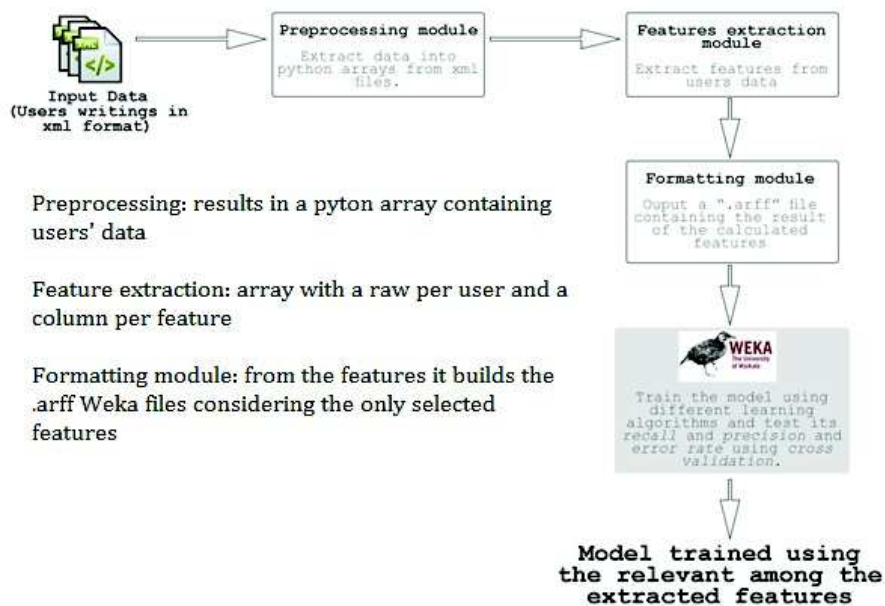 Input Data
(Users writings in
xml format)
Preprocessing module
Extract data into
python arrays from xml
files.
Features extraction
module
Extract features from
users data
Formatting module
Ouput a ".arff" file
containing the result
of the calculated
features
WEKA
The University
of Waikato
Train the model using
different learning
algorithms and test its
recall and precision and
error rate using cross
validation.
Model trained using
the relevant among the
extracted features
Preprocessing: results in a pyton array containing
users' data
Feature extraction: array with a raw per user and a
column per feature
Formatting module: from the features it builds the
.arff Weka files considering the only selected
features